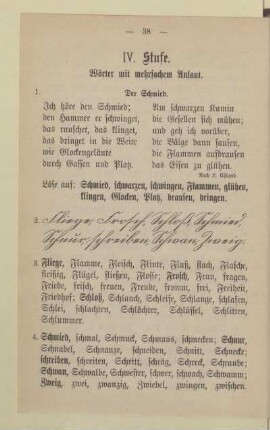 — 38 —
IV. Stufe.
Wörter mit mehrfachem Anlaut.
1. Der Schmied.
Ich höre den Schmied;
den Hammer er schwinget,
das rauschet, das klinget,
das dringet in die Weite
wie Glockengeläute
durch Gassen und Platz.
Am schwarzen Kamin
die Gesellen sich mühen;
und geh ich vorüber,
die Bälge dann sausen,
die Flammen aufbrausen
das Eisen zu glühen.
Nach L. Uhland.
Löse auf: Schmied, schwarzen, schwingen, Flammen, glühen,
klingen, Glocken, Platz, brausen, dringen.
2. Fliege, Frosch, Schloß, Schmied,
Schnur, schreiben, Schwan, Zweig.
3. Fliege, Flamme, Fleisch, Flinte, Fluß, flach, Flasche,
fleißig, Flügel, fließen, Flosse; Frosch, Frau, fragen,
Friede, frisch, freuen, Freude, fromm, froh, frei, Freiheit,
Friedhof; Schloß, Schlauch, Schleife, Schlange, schlafen,
Schlei, schlachten, Schlächter, Schlüssel, Schlitten,
Schlummer.
4. Schmied, schmal, Schmuck, Schmaus, schmecken; Schnur,
Schnabel, Schnauze, schneiden, Schnitt, Schnecke;
schreiben, schreiten, Schritt, schräg, Schreck, Schraube;
Schwan, Schwalbe, Schwester, schwer, schwach, Schwamm;
Zweig, zwei, zwanzig, Zwiebel, zwingen, zwischen.